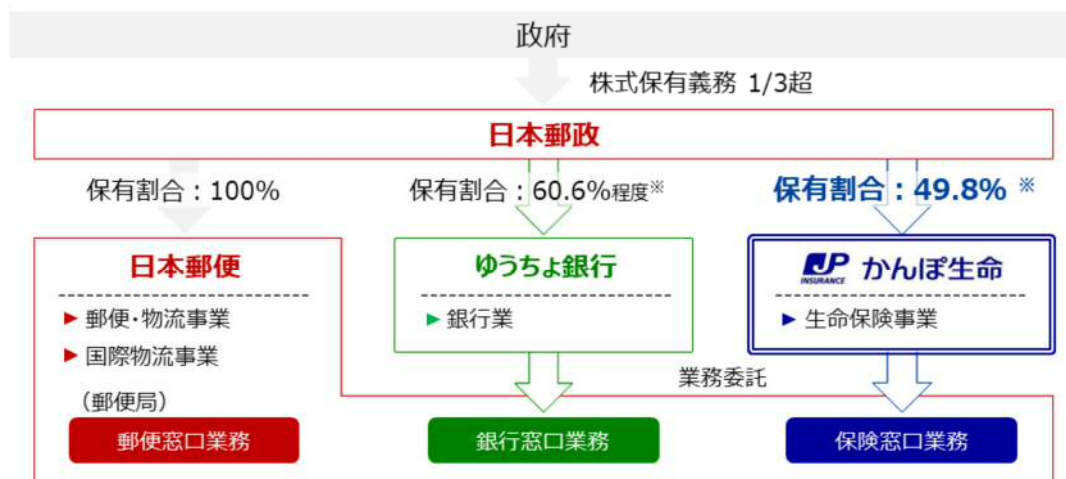 政府
株式保有義務 1/3超
日本郵政
保有割合：100%
保有割合：60.6%程度※
保有割合：49.8% ※
日本郵便
ゆうちょ銀行
JP INSURANCE かんぽ生命
▶ 郵便・物流事業
▶ 銀行業
▶ 生命保険事業
▶ 国際物流事業
業務委託
（郵便局）
郵便窓口業務
銀行窓口業務
保険窓口業務